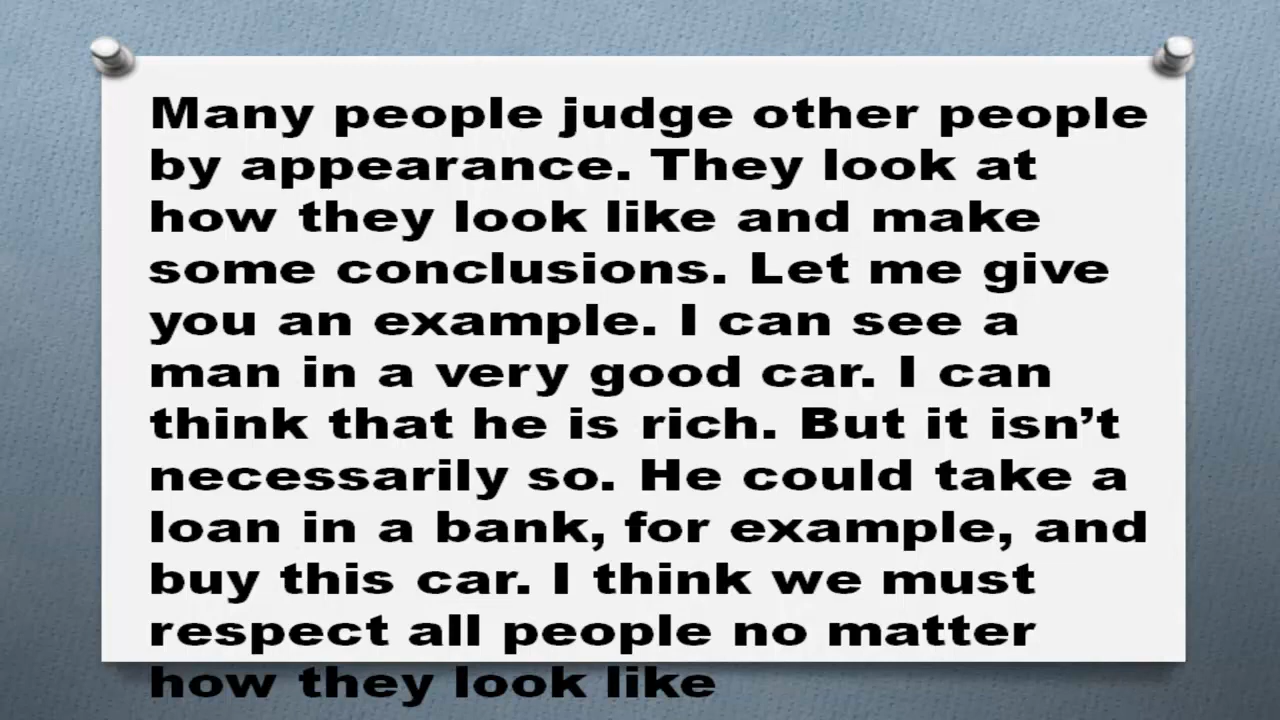 Many people judge other people
by appearance. They look at
how they look like and make
some conclusions. Let me give
you an example. I can see a
man in a very good car. I can
think that he is rich. But it isn’t
necessarily so. He could take a
loan in a bank, for example, and
buy this car. I think we must
respect all people no matter
how they look like